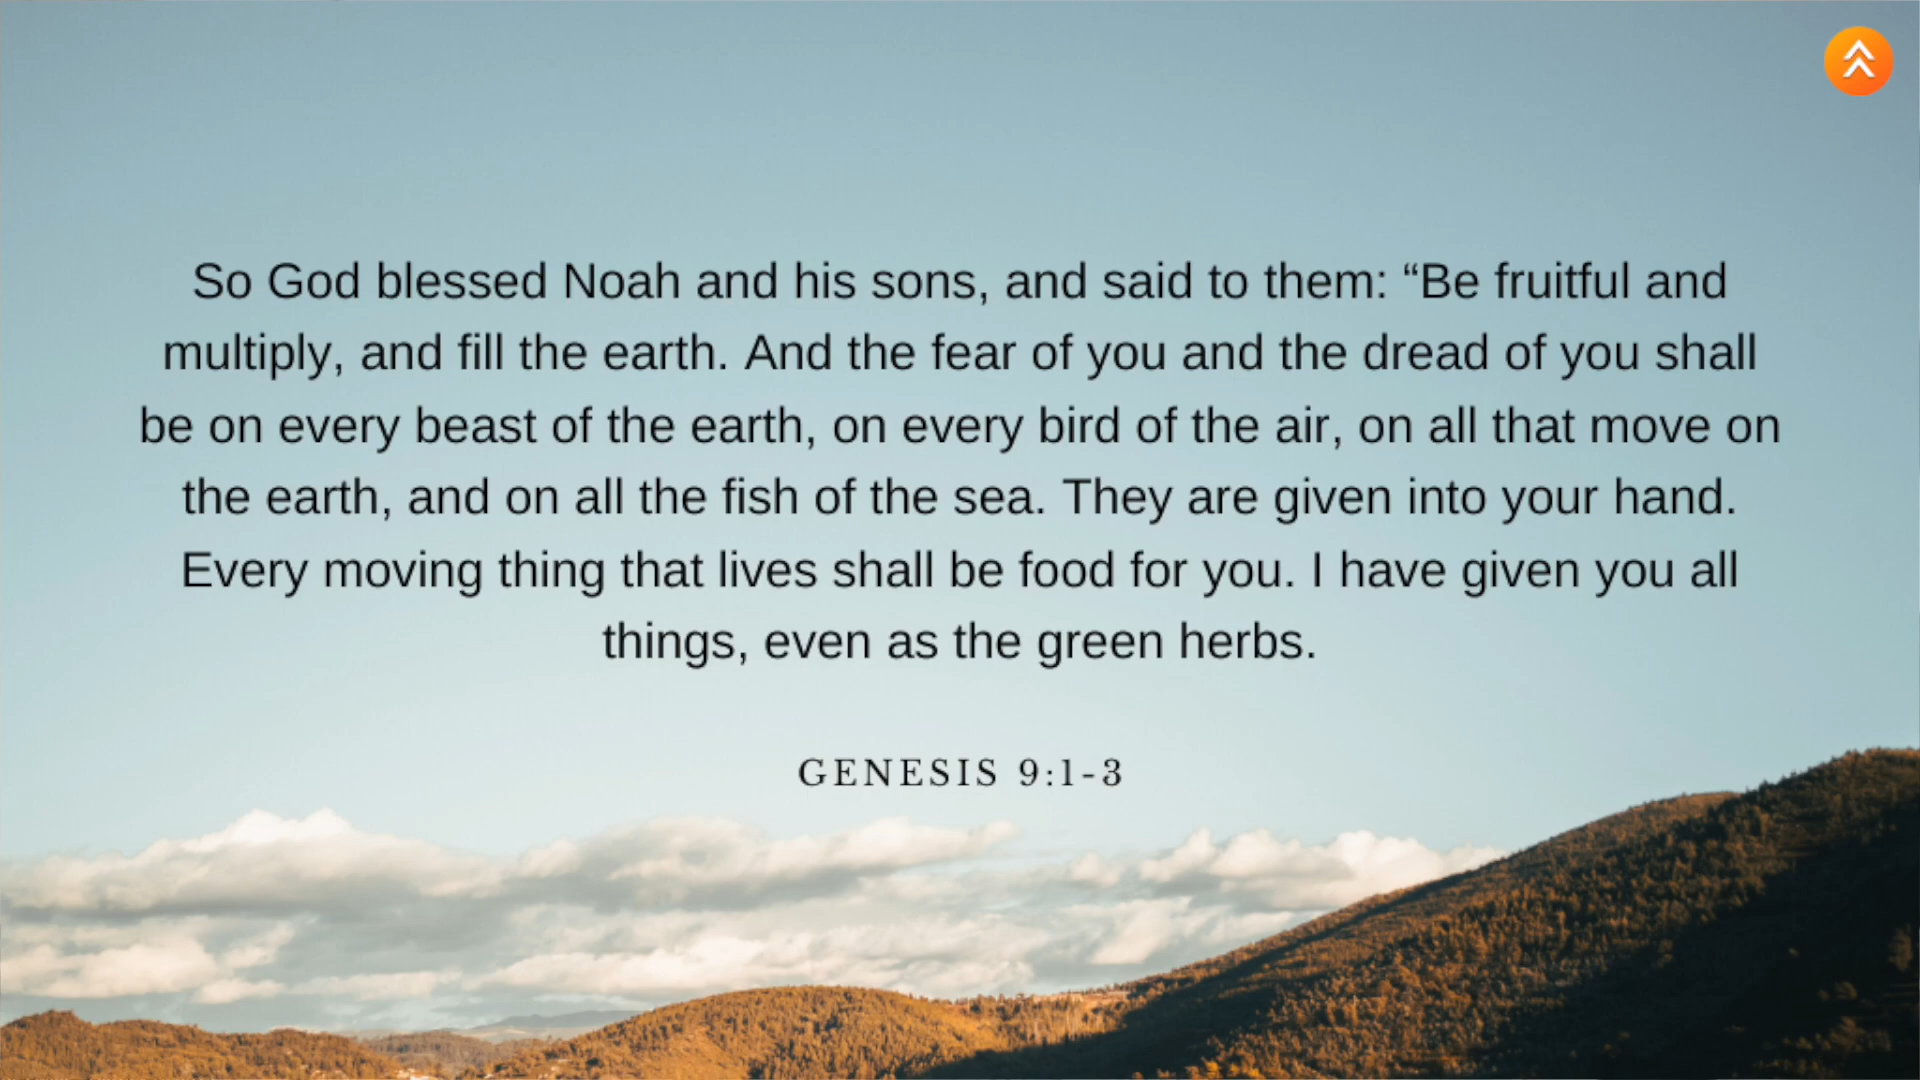 So God blessed Noah and his sons, and said to them: “Be fruitful and
multiply, and fill the earth. And the fear of you and the dread of you shall
be on every beast of the earth, on every bird of the air, on all that move on
the earth, and on all the fish of the sea. They are given into your hand.
Every moving thing that lives shall be food for you. I have given you all
things, even as the green herbs.
GENESIS 9:1-3